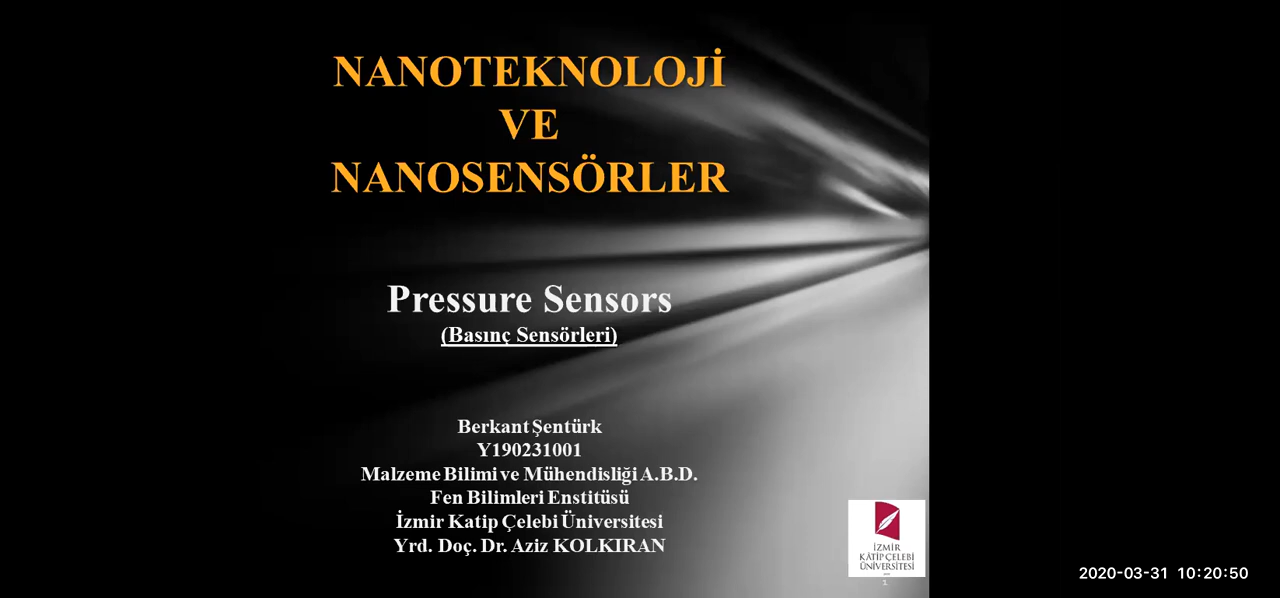 NANOTEKNOLOJİ
VE
NANOSENSÖRLER
Pressure Sensors
(Basınç Sensörleri)
Berkant Şentürk
Y190231001
Malzeme Bilimi ve Mühendisliği A.B.D.
Fen Bilimleri Enstitüsü
İzmir Katip Çelebi Üniversitesi
Yrd. Doç. Dr. Aziz KOLKIRAN
İZMİR
KÂTİP ÇELEBİ
ÜNİVERSİTESİ
1
2020-03-31 10:20:50